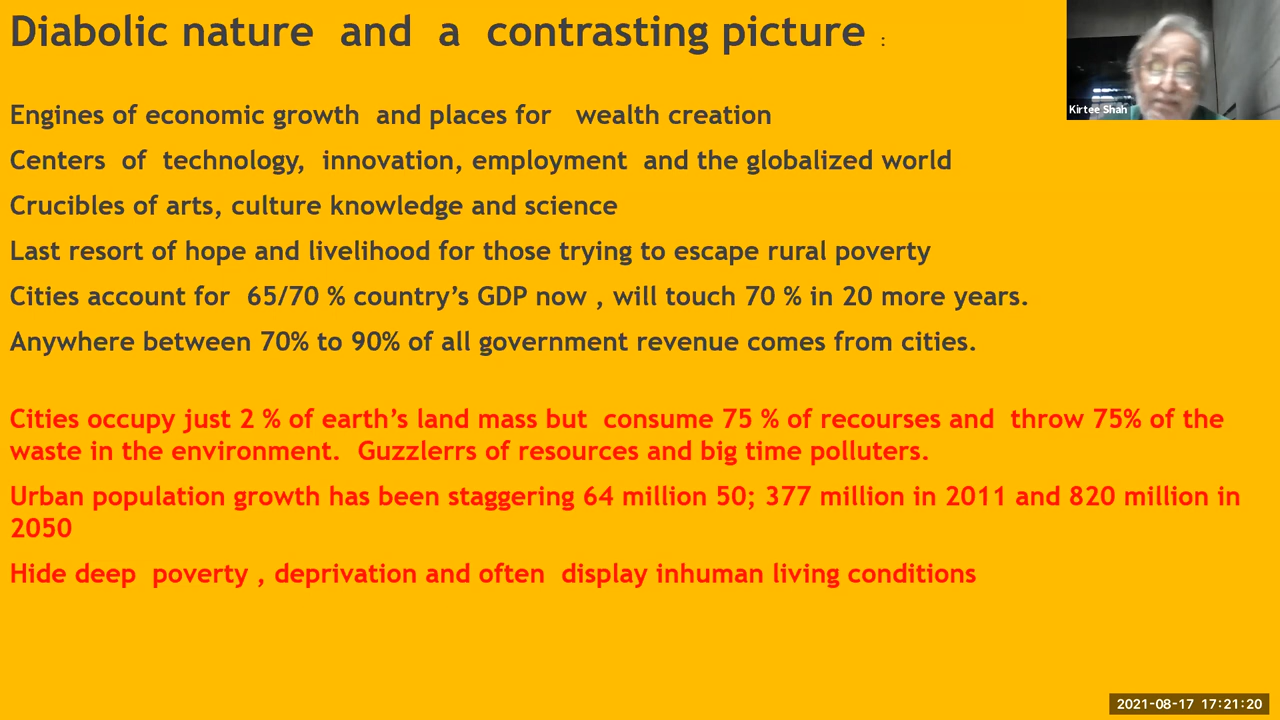 Diabolic nature and a contrasting picture :
Kirtee Shah
Engines of economic growth and places for wealth creation
Centers of technology, innovation, employment and the globalized world
Crucibles of arts, culture knowledge and science
Last resort of hope and livelihood for those trying to escape rural poverty
Cities account for 65/70 % country’s GDP now , will touch 70 % in 20 more years.
Anywhere between 70% to 90% of all government revenue comes from cities.
Cities occupy just 2 % of earth’s land mass but consume 75 % of recourses and throw 75% of the
waste in the environment. Guzzlerrs of resources and big time polluters.
Urban population growth has been staggering 64 million 50; 377 million in 2011 and 820 million in
2050
Hide deep poverty , deprivation and often display inhuman living conditions
2021-08-17 17:21:20